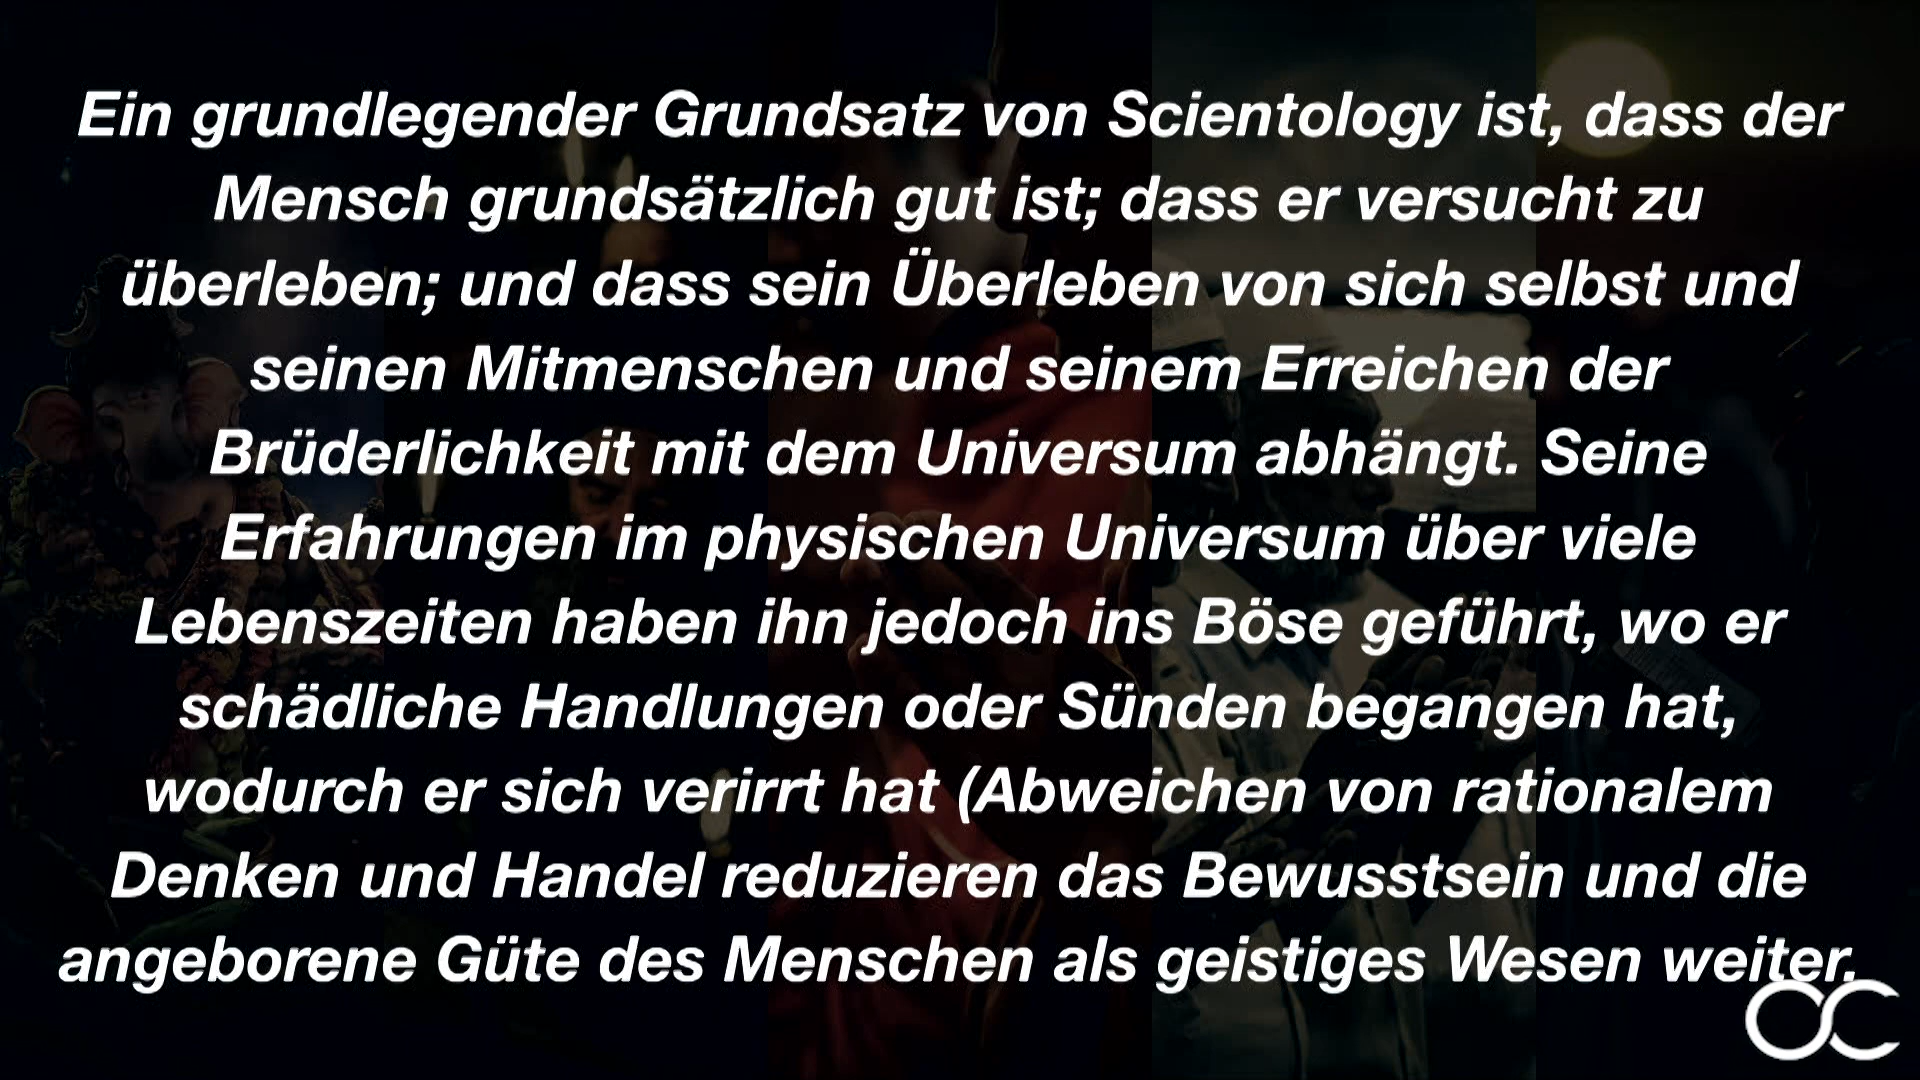 Ein grundlegender Grundsatz von Scientology ist, dass der
Mensch grundsätzlich gut ist; dass er versucht zu
überleben; und dass sein Überleben von sich selbst und
seinen Mitmenschen und seinem Erreichen der
Brüderlichkeit mit dem Universum abhängt. Seine
Erfahrungen im physischen Universum über viele
Lebenszeiten haben ihn jedoch ins Böse geführt, wo er
schädliche Handlungen oder Sünden begangen hat,
wodurch er sich verirrt hat (Abweichen von rationalem
Denken und Handel reduzieren das Bewusstsein und die
angeborene Güte des Menschen als geistiges Wesen weiter.
OC